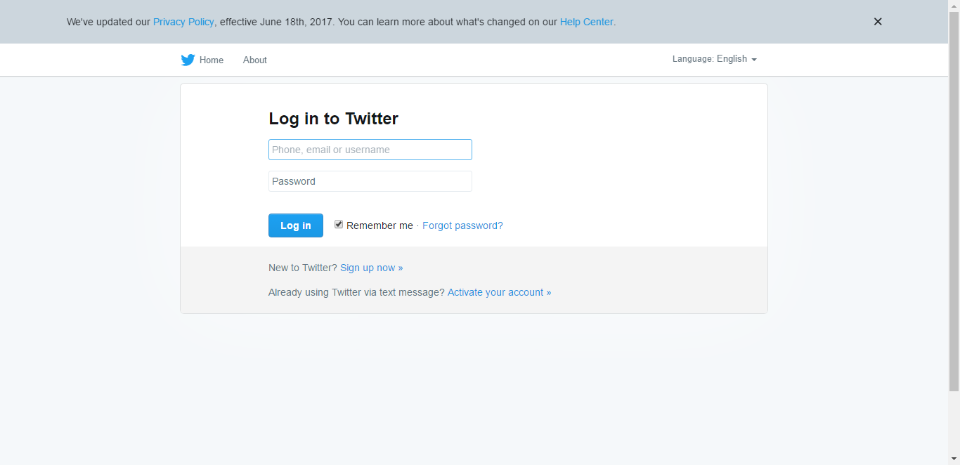 We've updated our Privacy Policy, effective June 18th, 2017. You can learn more about what's changed on our Help Center.
Home About Language: English
Log in to Twitter
Phone, email or username
Password
Log in Remember me · Forgot password?
New to Twitter? Sign up now »
Already using Twitter via text message? Activate your account »